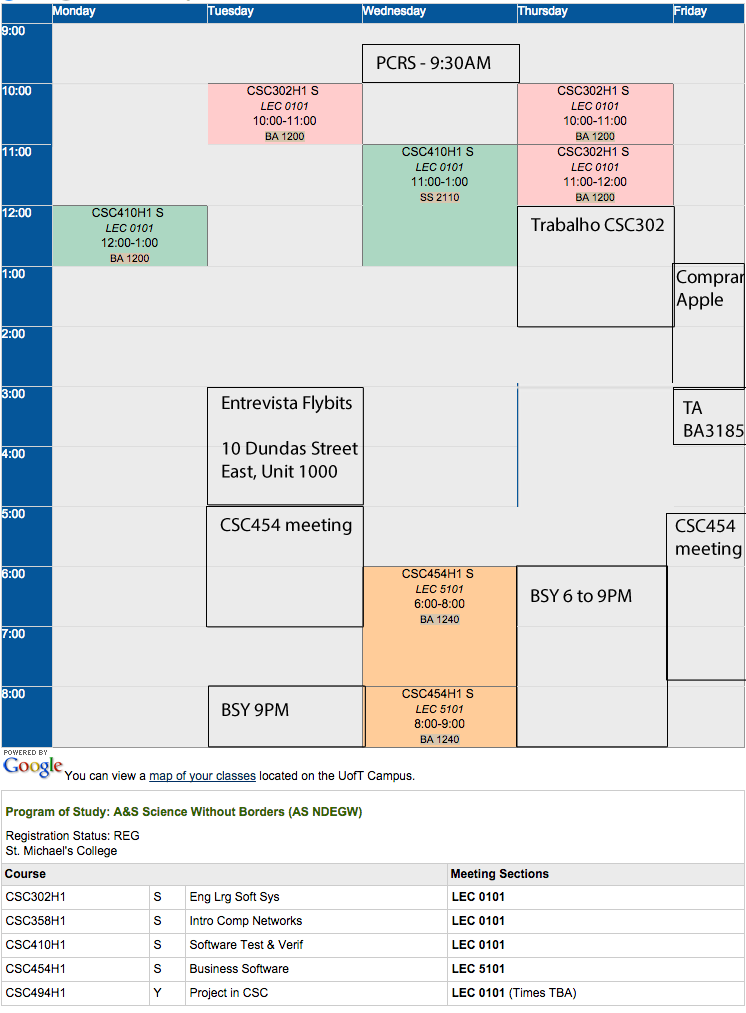 Monday Tuesday Wednesday Thursday Friday
9:00
PCRS - 9:30AM
10:00
CSC302H1 S
LEC 0101
10:00-11:00
BA 1200
CSC302H1 S
LEC 0101
10:00-11:00
BA 1200
11:00
CSC410H1 S
LEC 0101
11:00-1:00
SS 2110
CSC302H1 S
LEC 0101
11:00-12:00
BA 1200
12:00
CSC410H1 S
LEC 0101
12:00-1:00
BA 1200
Trabalho CSC302
1:00
Comprar
Apple
2:00
3:00
Entrevista Flybits
10 Dundas Street
East, Unit 1000
TA
BA3185
4:00
5:00
CSC454 meeting
CSC454
meeting
6:00
CSC454H1 S
LEC 5101
6:00-8:00
BA 1240
BSY 6 to 9PM
7:00
8:00
BSY 9PM
CSC454H1 S
LEC 5101
8:00-9:00
BA 1240
POWERED BY
Google You can view a map of your classes located on the UofT Campus.
Program of Study: A&S Science Without Borders (AS NDEGW)
Registration Status: REG
St. Michael's College
Course Meeting Sections
CSC302H1 S Eng Lrg Soft Sys LEC 0101
CSC358H1 S Intro Comp Networks LEC 0101
CSC410H1 S Software Test & Verif LEC 0101
CSC454H1 S Business Software LEC 5101
CSC494H1 Y Project in CSC LEC 0101 (Times TBA)